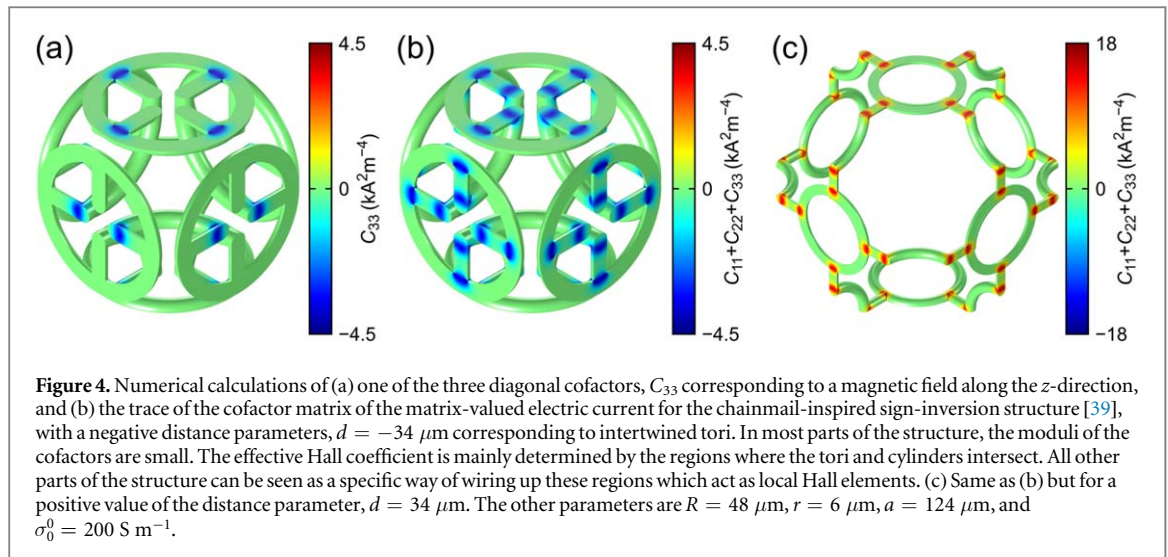 (a)
4.5
0
−4.5
C33 (kA2m−4)
(b)
4.5
0
−4.5
C11+C22+C33 (kA2m−4)
(c)
18
0
−18
C11+C22+C33 (kA2m−4)
Figure 4. Numerical calculations of (a) one of the three diagonal cofactors, C33 corresponding to a magnetic field along the z-direction,
and (b) the trace of the cofactor matrix of the matrix-valued electric current for the chainmail-inspired sign-inversion structure [39],
with a negative distance parameters, d = −34 μm corresponding to intertwined tori. In most parts of the structure, the moduli of the
cofactors are small. The effective Hall coefficient is mainly determined by the regions where the tori and cylinders intersect. All other
parts of the structure can be seen as a specific way of wiring up these regions which act as local Hall elements. (c) Same as (b) but for a
positive value of the distance parameter, d = 34 μm. The other parameters are R = 48 μm, r = 6 μm, a = 124 μm, and
σ00 = 200 S m−1.